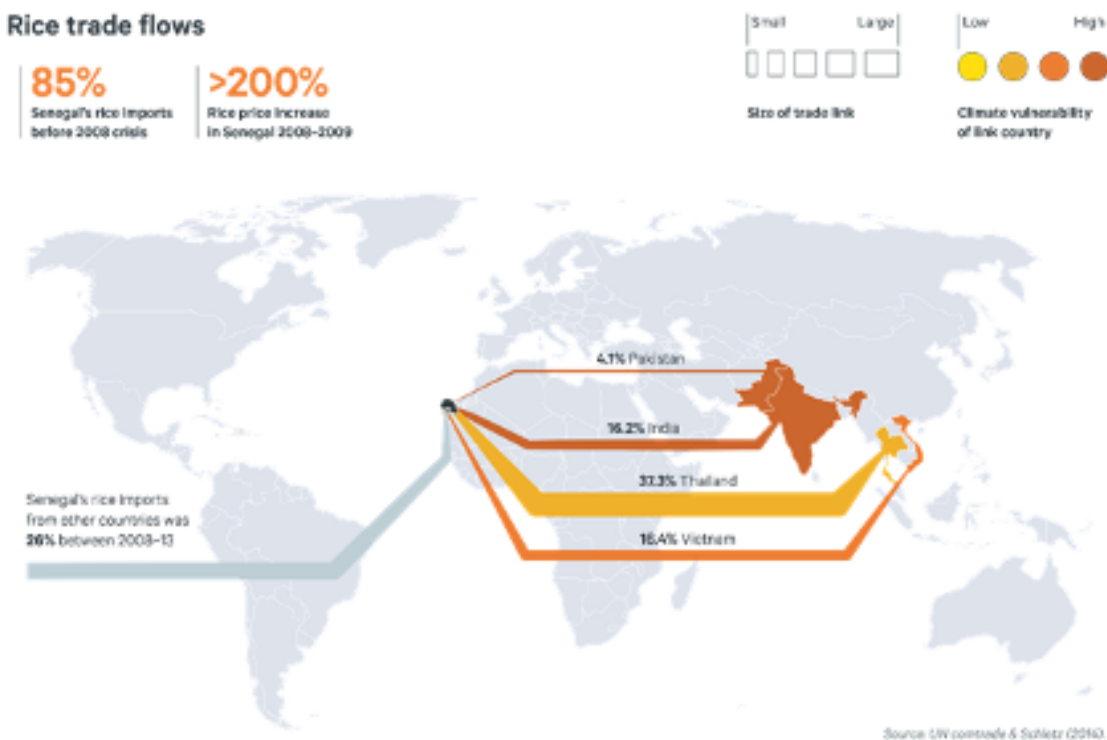 Rice trade flows
85%
Senegal's rice imports
before 2008 crisis
>200%
Rice price increase
in Senegal 2008–2009
Small Large
Size of trade link
Low High
Climate vulnerability
of link country
4.1% Pakistan
16.2% India
37.3% Thailand
16.4% Vietnam
Senegal's rice imports
from other countries was
26% between 2008–13
Source: UN comtrade & Schletz